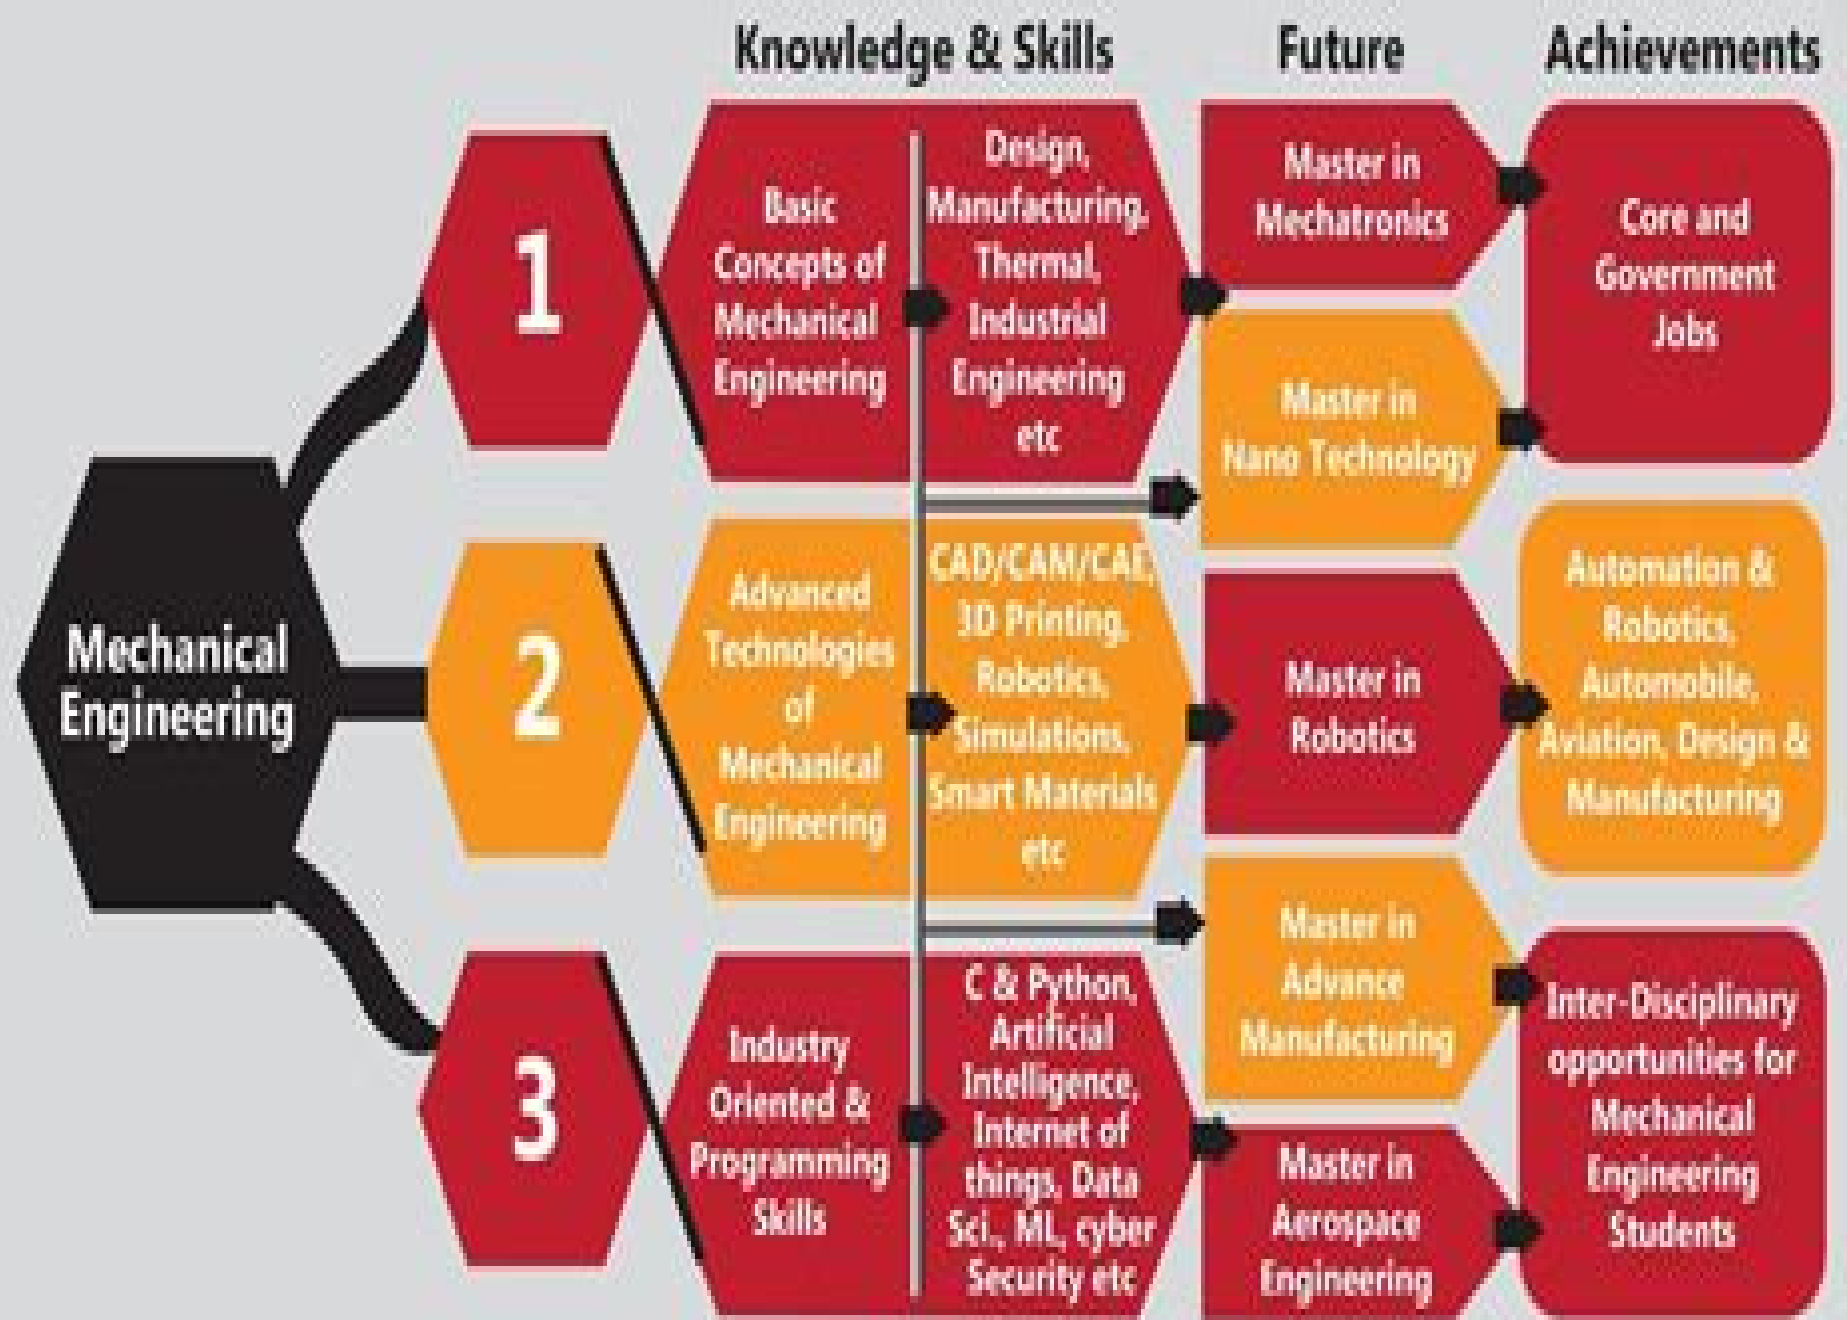 Knowledge & Skills
Future
Achievements
Mechanical
Engineering
1
Basic
Concepts of
Mechanical
Engineering
Design,
Manufacturing,
Thermal,
Industrial
Engineering
etc
2
Advanced
Technologies
of
Mechanical
Engineering
CAD/CAM/CAE,
3D Printing,
Robotics,
Simulations,
Smart Materials
etc
3
Industry
Oriented &
Programming
Skills
C & Python,
Artificial
Intelligence,
Internet of
things, Data
Sci., ML, cyber
Security etc
Master in
Mechatronics
Master in
Nano Technology
Master in
Robotics
Master in
Advance
Manufacturing
Master in
Aerospace
Engineering
Core and
Government
Jobs
Automation &
Robotics,
Automobile,
Aviation, Design &
Manufacturing
Inter-Disciplinary
opportunities for
Mechanical
Engineering
Students